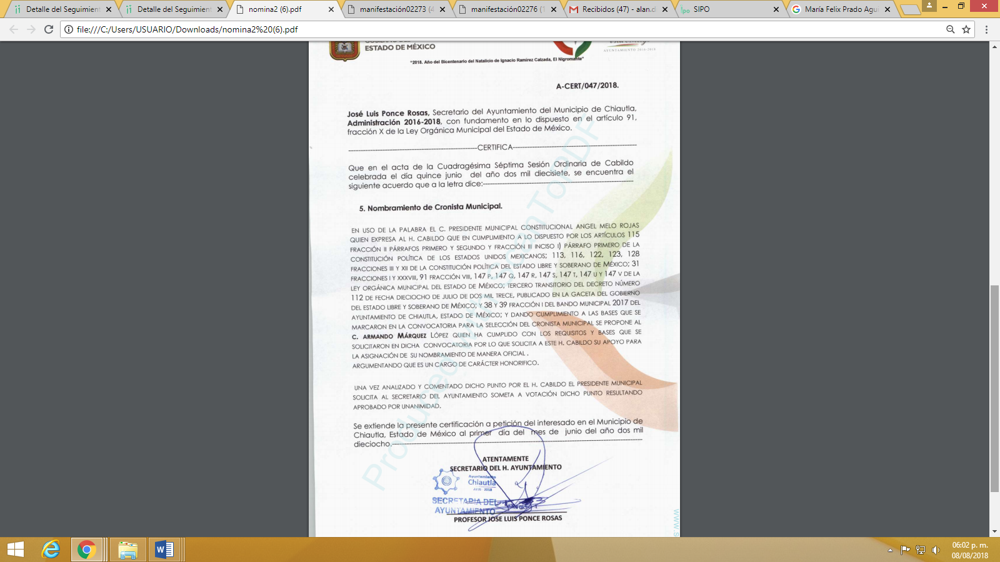 Detalle del Seguimien
Detalle del Seguimien
nomina2 (6).pdf
manifestación02273 (4
manifestación02276 (1
Recibidos (47) - alan.d
SIPO
María Felix Prado Agui
file:///C:/Users/USUARIO/Downloads/nomina2%20(6).pdf
ESTADO DE MÉXICO
AYUNTAMIENTO 2016-2018
"2018. Año del Bicentenario del Natalicio de Ignacio Ramírez Calzada, El Nigromante"
A-CERT/047/2018.
José Luis Ponce Rosas, Secretario del Ayuntamiento del Municipio de Chiautla,
Administración 2016-2018, con fundamento en lo dispuesto en el artículo 91,
fracción X de la Ley Orgánica Municipal del Estado de México.
------CERTIFICA------
Que en el acta de la Cuadragésima Séptima Sesión Ordinaria de Cabildo
celebrada el día quince junio del año dos mil diecisiete, se encuentra el
siguiente acuerdo que a la letra dice:------
5. Nombramiento de Cronista Municipal.
EN USO DE LA PALABRA EL C. PRESIDENTE MUNICIPAL CONSTITUCIONAL ANGEL MELO ROJAS
QUIEN EXPRESA AL H. CABILDO QUE EN CUMPLIMIENTO A LO DISPUESTO POR LOS ARTÍCULOS 115
FRACCIÓN II PÁRRAFOS PRIMERO Y SEGUNDO Y FRACCIÓN III INCISO I) PÁRRAFO PRIMERO DE LA
CONSTITUCIÓN POLÍTICA DE LOS ESTADOS UNIDOS MEXICANOS; 113, 116, 122, 123, 128
FRACCIONES III Y XII DE LA CONSTITUCIÓN POLÍTICA DEL ESTADO LIBRE Y SOBERANO DE MÉXICO; 31
FRACCIONES I Y XXXVIII, 91 FRACCIÓN VIII, 147 P, 147 Q, 147 R, 147 S, 147 T, 147 U Y 147 V DE LA
LEY ORGÁNICA MUNICIPAL DEL ESTADO DE MÉXICO; TERCERO TRANSITORIO DEL DECRETO NÚMERO
112 DE FECHA DIECIOCHO DE JULIO DE DOS MIL TRECE, PUBLICADO EN LA GACETA DEL GOBIERNO
DEL ESTADO LIBRE Y SOBERANO DE MÉXICO; Y 38 Y 39 FRACCIÓN I DEL BANDO MUNICIPAL 2017 DEL
AYUNTAMIENTO DE CHIAUTLA, ESTADO DE MÉXICO; Y DANDO CUMPLIMIENTO A LAS BASES QUE SE
MARCARON EN LA CONVOCATORIA PARA LA SELECCIÓN DEL CRONISTA MUNICIPAL SE PROPONE AL
C. ARMANDO MÁRQUEZ LÓPEZ QUIEN HA CUMPLIDO CON LOS REQUISITOS Y BASES QUE SE
SOLICITARON EN DICHA CONVOCATORIA POR LO QUE SOLICITA A ESTE H. CABILDO SU APOYO PARA
LA ASIGNACIÓN DE SU NOMBRAMIENTO DE MANERA OFICIAL .
ARGUMENTANDO QUE ES UN CARGO DE CARÁCTER HONORIFICO.
UNA VEZ ANALIZADO Y COMENTADO DICHO PUNTO POR EL H. CABILDO EL PRESIDENTE MUNICIPAL
SOLICITA AL SECRETARIO DEL AYUNTAMIENTO SOMETA A VOTACIÓN DICHO PUNTO RESULTANDO
APROBADO POR UNANIMIDAD.
Se extiende la presente certificación a petición del interesado en el Municipio de
Chiautla, Estado de México al primer día del mes de junio del año dos mil
dieciocho.------
ATENTAMENTE
SECRETARIO DEL H. AYUNTAMIENTO
Ayuntamiento
Chiautla
2016 2018
SECRETARIA DEL
AYUNTAMIENTO
PROFESOR JOSE LUIS PONCE ROSAS
Produced with ScanTopDF
www.s
06:02 p. m.
08/08/2018